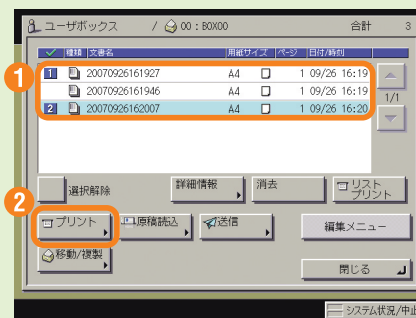 ユーザボックス / 00 : BOX00 合計 3
種類 文書名 用紙サイズ ページ 日付/時刻
1
1 20070926161927 A4 1 09/26 16:19
20070926161946 A4 1 09/26 16:19
2 20070926162007 A4 1 09/26 16:20
1/1
選択解除 詳細情報 消去 リスト
プリント
2
プリント 原稿読込 送信 編集メニュー
移動/複製
閉じる
システム状況/中止